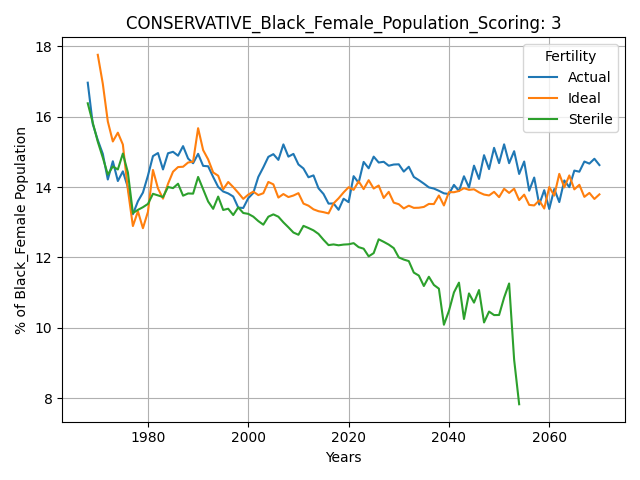 CONSERVATIVE_Black_Female_Population_Scoring: 3
% of Black_Female Population
18
16
14
12
10
8
Fertility
Actual
Ideal
Sterile
1980
2000
2020
2040
2060
Years